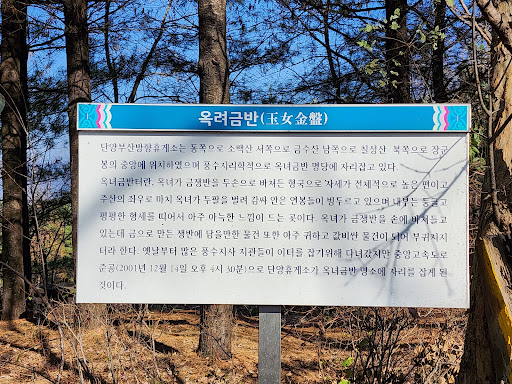 옥려금반(玉女金盤)
단양부산방향휴게소는 동쪽으로 소백산 서쪽으로 금수산 남쪽으로 칠성산 북쪽으로 장군
봉의 중앙에 위치하였으며 풍수지리학적으로 옥녀금반 명당에 자리잡고 있다.
옥녀금반터란, 옥녀가 금쟁반을 두손으로 바쳐든 형국으로 '자세가 전체적으로 높은 편이고
주산의 좌우로 마치 옥녀가 두팔을 벌려 감싸 안은 연봉들이 빙두르고 있으며 내부는 둥글고
평평한 형세를 띠어서 아주 아늑한 느낌이 드는 곳이다. 옥녀가 금쟁반을 손에 바쳐들고
있는데 금으로 만든 쟁반에 담을만한 물건 또한 아주 귀하고 값비싼 물건이 되어 부귀지지
터라 한다. 옛날부터 많은 풍수지사 지관들이 이터를 잡기위해 다녀갔지만 중앙고속도로
준공(2001년 12월 14일 오후 4시 30분)으로 단양휴게소가 옥녀금반 명소에 자리를 잡게 된
것이다.